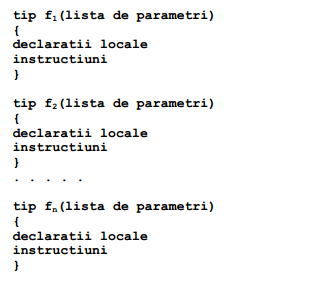 tip f₁(lista de parametri)
{
declaratii locale
instructiuni
}
tip f₂(lista de parametri)
{
declaratii locale
instructiuni
}
. . . . .
tip fₙ(lista de parametri)
{
declaratii locale
instructiuni
}